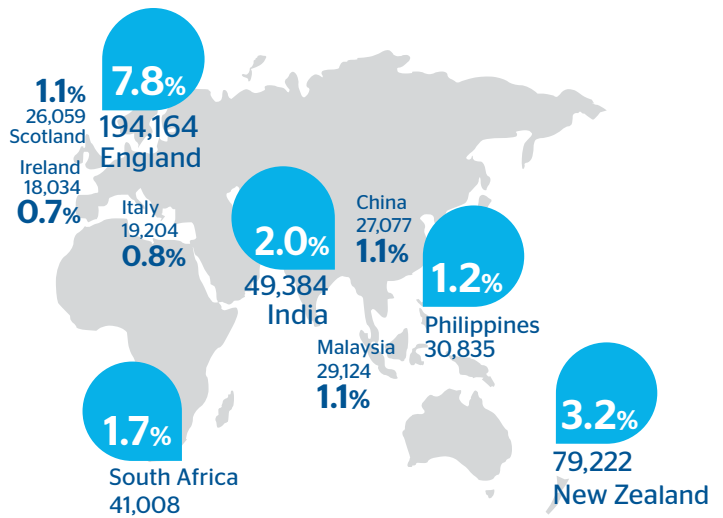 7.8%
194,164
England
1.1%
26,059
Scotland
Ireland
18,034
0.7%
Italy
19,204
0.8%
2.0%
49,384
India
China
27,077
1.1%
1.2%
Philippines
30,835
Malaysia
29,124
1.1%
1.7%
South Africa
41,008
3.2%
79,222
New Zealand